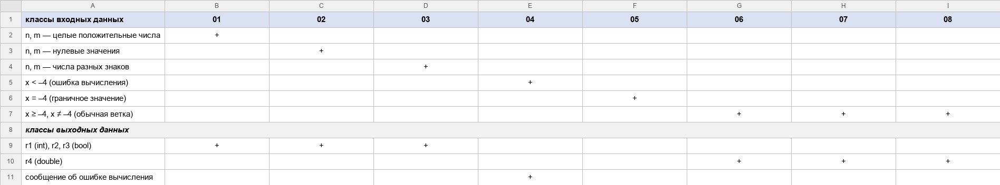 A B C D E F G H I
1 классы входных данных 01 02 03 04 05 06 07 08
2 n, m — целые положительные числа +
3 n, m — нулевые значения +
4 n, m — числа разных знаков +
5 x < –4 (ошибка вычисления) +
6 x = –4 (граничное значение) +
7 x ≥ –4, x ≠ –4 (обычная ветка) + + +
8 классы выходных данных
9 r1 (int), r2, r3 (bool) + + +
10 r4 (double) + + +
11 сообщение об ошибке вычисления +